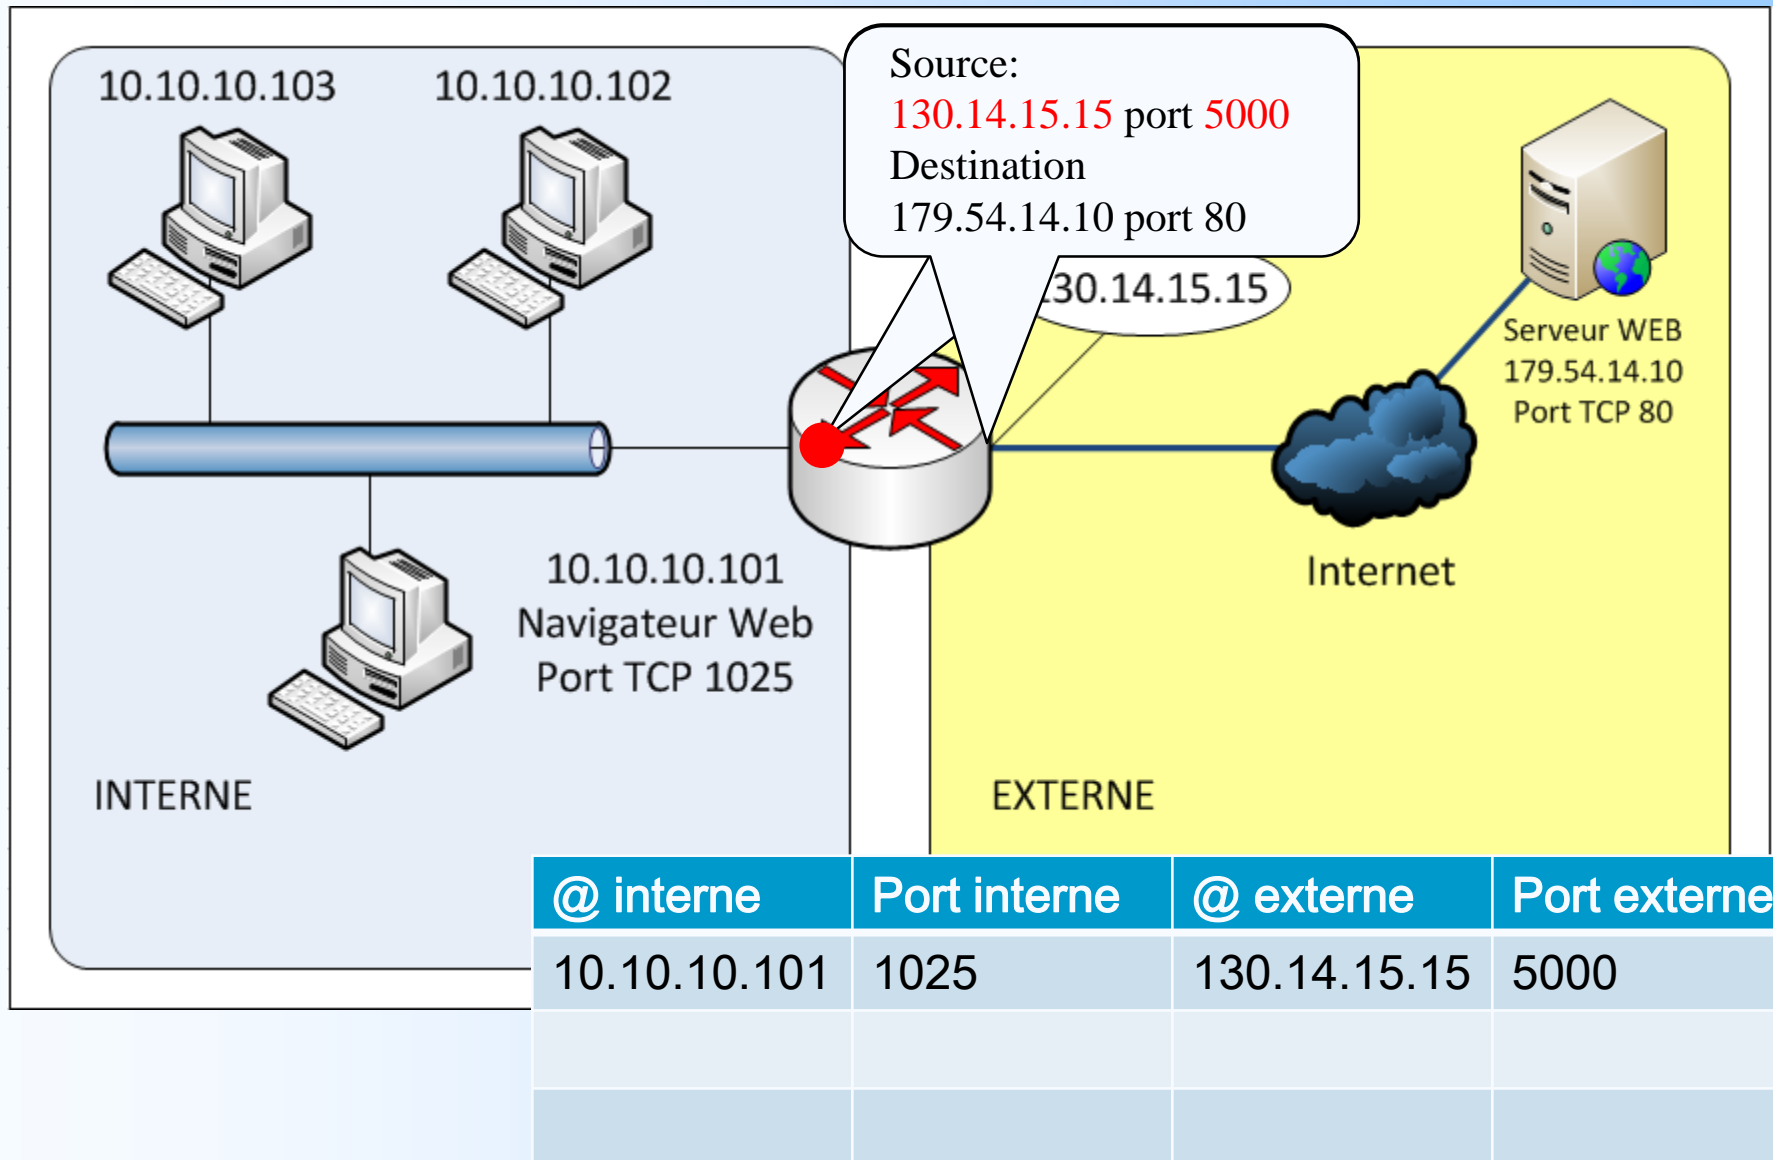 10.10.10.103
10.10.10.102
Source:
130.14.15.15 port 5000
Destination
179.54.14.10 port 80
30.14.15.15
Serveur WEB
179.54.14.10
Port TCP 80
Internet
10.10.10.101
Navigateur Web
Port TCP 1025
INTERNE
EXTERNE
@ interne Port interne @ externe Port externe
10.10.10.101 1025 130.14.15.15 5000